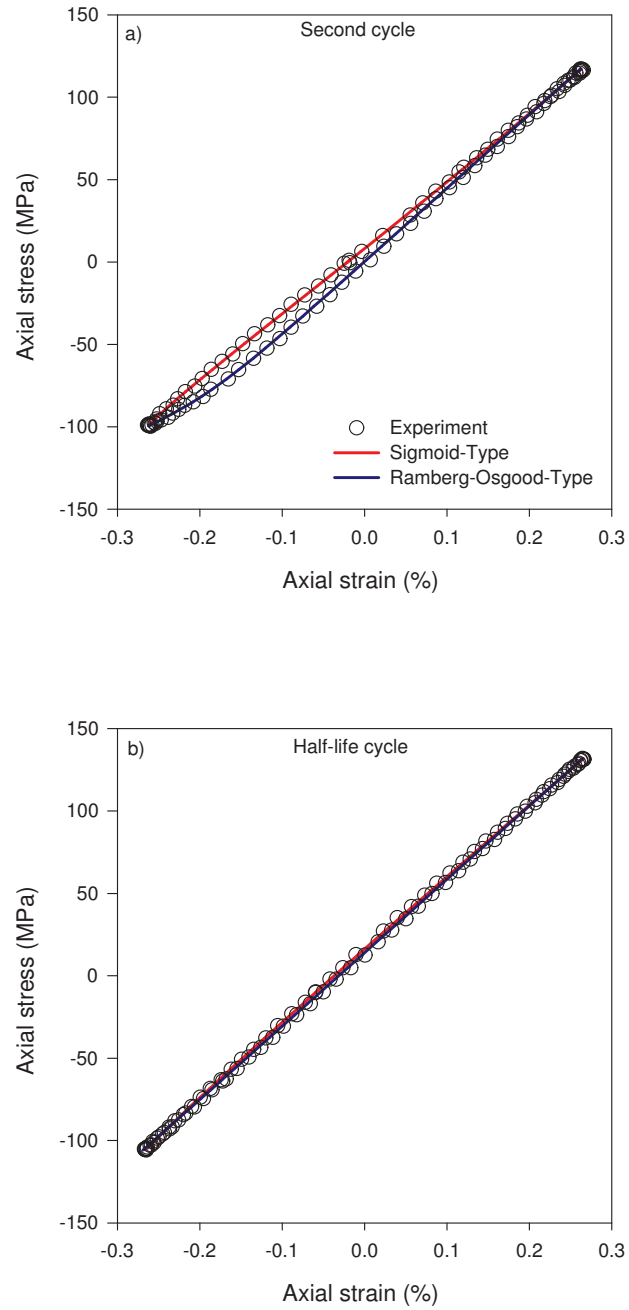 150
a)
Second cycle
100
50
0
-50
-100
-150
Axial stress (MPa)
Experiment
Sigmoid-Type
Ramberg-Osgood-Type
-0.3 -0.2 -0.1 0.0 0.1 0.2 0.3
Axial strain (%)
150
b)
Half-life cycle
100
50
0
-50
-100
-150
Axial stress (MPa)
-0.3 -0.2 -0.1 0.0 0.1 0.2 0.3
Axial strain (%)